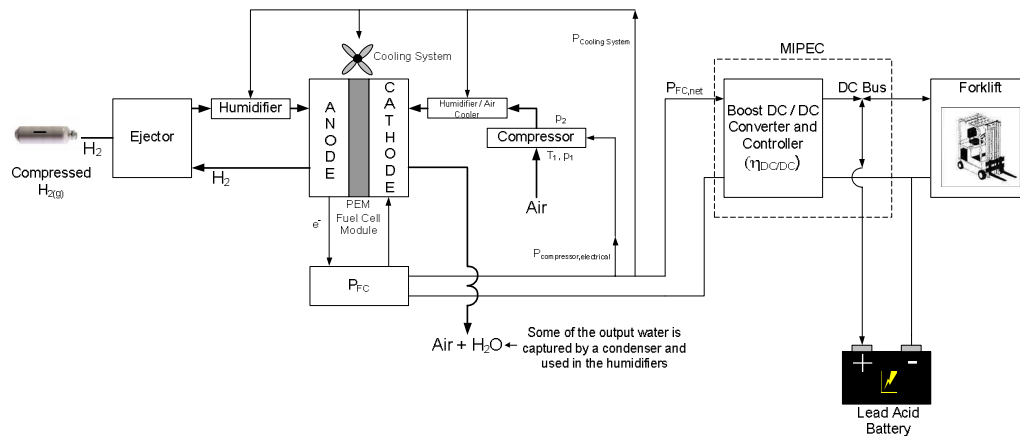 P Cooling System
Cooling System
MIPEC
H2
Compressed
H2(g)
Ejector
Humidifier
H2
ANODE
CATHODE
PEM
Fuel Cell
Module
Humidifier / Air
Cooler
p2
Compressor
T1, p1
Air
e-
PFC
Pcompressor,electrical
PFC,net
Boost DC / DC
Converter and
Controller
(ηDC/DC)
DC Bus
Forklift
Air + H2O
Some of the output water is
captured by a condenser and
used in the humidifiers
+ -
Lead Acid
Battery